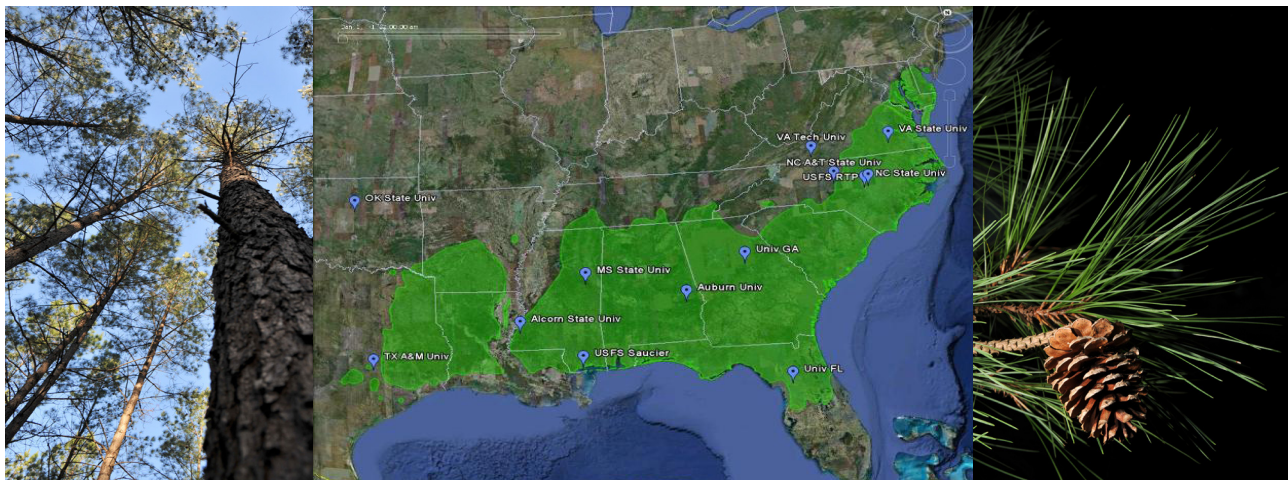 VA Tech Univ
VA State Univ
NC A&T State Univ
USFS RTP
NC State Univ
OK State Univ
Univ GA
MS State Univ
Auburn Univ
Alcorn State Univ
TX A&M Univ
USFS Saucier
Univ FL
N